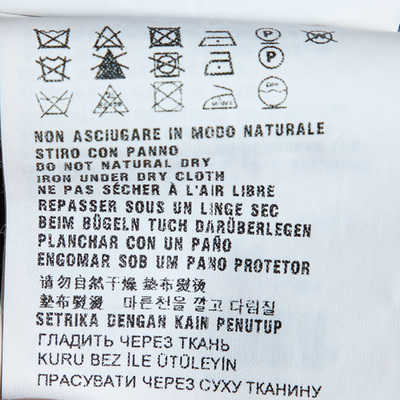 P
P
NON ASCIUGARE IN MODO NATURALE
STIRO CON PANNO
DO NOT NATURAL DRY
IRON UNDER DRY CLOTH
NE PAS SÉCHER À L'AIR LIBRE
REPASSER SOUS UN LINGE SEC
BEIM BÜGELN TUCH DARÜBERLEGEN
PLANCHAR CON UN PAÑO
ENGOMAR SOB UM PANO PROTETOR
请勿自然干燥 垫布熨烫
墊布熨燙 마른천을 깔고 다림질
SETRIKA DENGAN KAIN PENUTUP
ГЛАДИТЬ ЧЕРЕЗ ТКАНЬ
KURU BEZ İLE ÜTÜLEYİN
ПРАСУВАТИ ЧЕРЕЗ СУХУ ТКАНИНУ